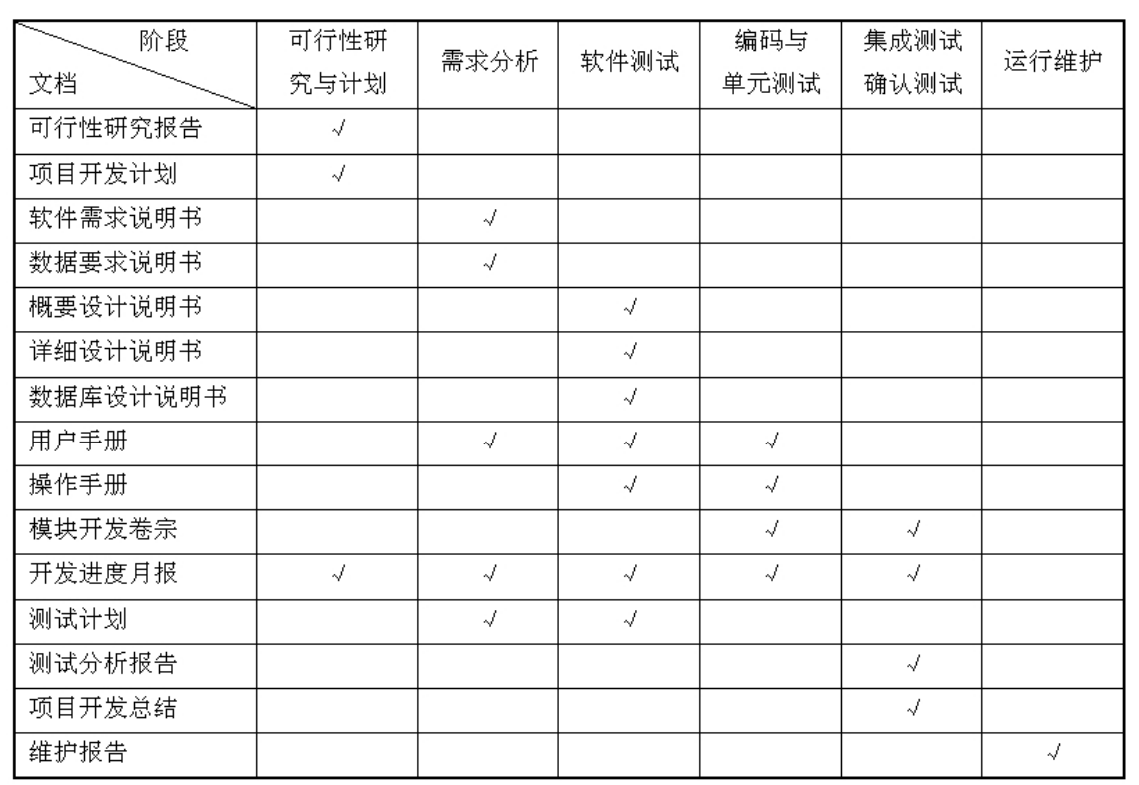 阶段
文档
可行性研
究与计划
需求分析
软件测试
编码与
单元测试
集成测试
确认测试
运行维护
可行性研究报告 √
项目开发计划 √
软件需求说明书 √
数据要求说明书 √
概要设计说明书 √
详细设计说明书 √
数据库设计说明书 √
用户手册 √ √ √
操作手册 √ √
模块开发卷宗 √ √
开发进度月报 √ √ √ √ √
测试计划 √ √
测试分析报告 √
项目开发总结 √
维护报告 √